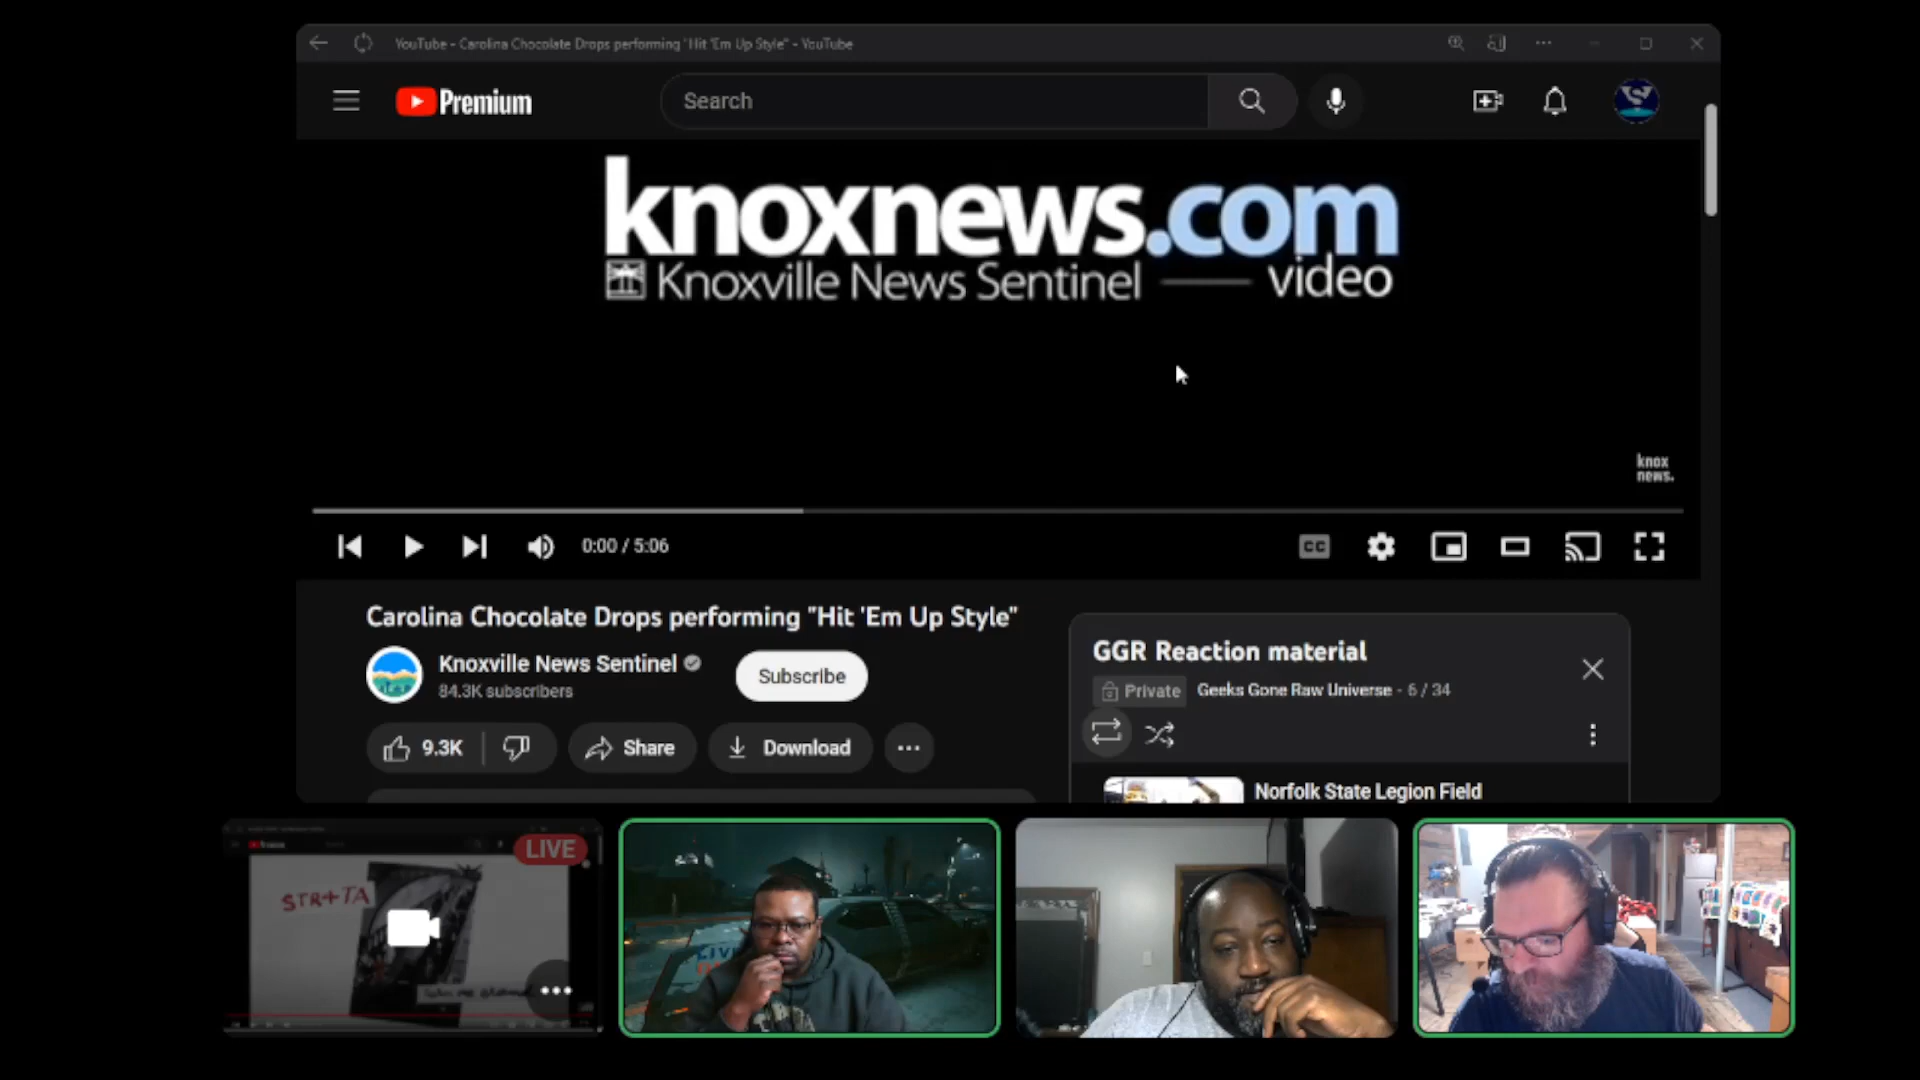 YouTube - Carolina Chocolate Drops performing "Hit 'Em Up Style" - YouTube
Premium
Search
knoxnews.com
Knoxville News Sentinel video
knox
news.
0:00 / 5:06
CC
Carolina Chocolate Drops performing "Hit 'Em Up Style"
Knoxville News Sentinel
84.3K subscribers
Subscribe
9.3K
Share
Download
GGR Reaction material
Private
Geeks Gone Raw Universe - 6 / 34
Norfolk State Legion Field
LIVE
STR+TA